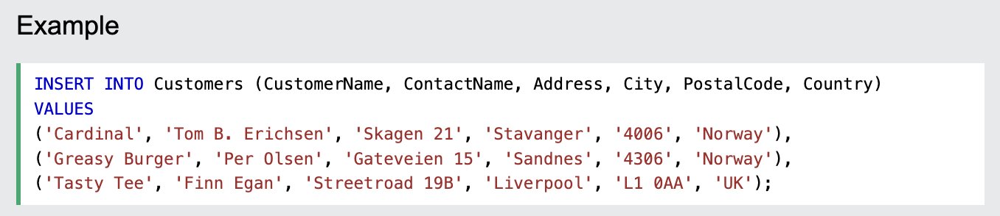 Example
INSERT INTO Customers (CustomerName, ContactName, Address, City, PostalCode, Country)
VALUES
('Cardinal', 'Tom B. Erichsen', 'Skagen 21', 'Stavanger', '4006', 'Norway'),
('Greasy Burger', 'Per Olsen', 'Gateveien 15', 'Sandnes', '4306', 'Norway'),
('Tasty Tee', 'Finn Egan', 'Streetroad 19B', 'Liverpool', 'L1 0AA', 'UK');